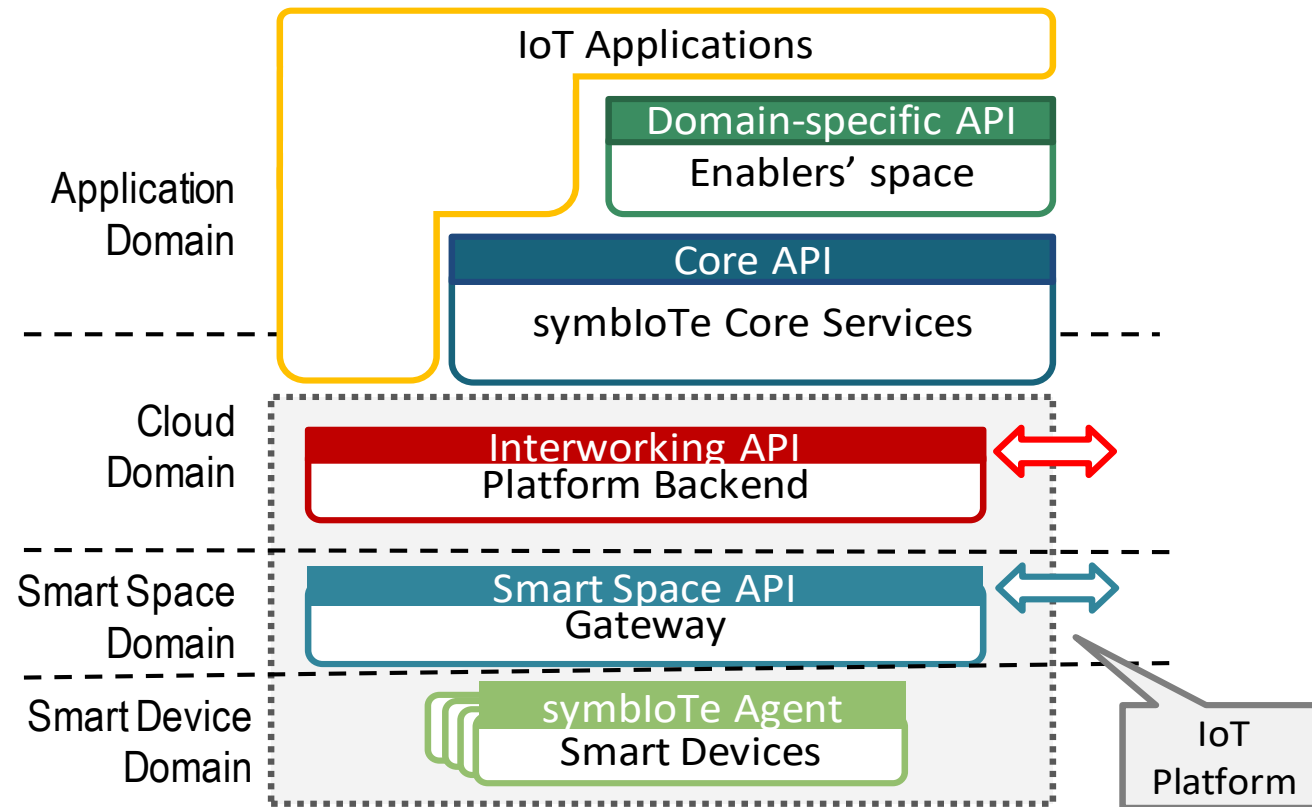 IoT Applications
Domain-specific API
Enablers’ space
Application
Domain
Core API
symbIoTe Core Services
Cloud
Domain
Interworking API
Platform Backend
Smart Space
Domain
Smart Space API
Gateway
Smart Device
Domain
symbIoTe Agent
Smart Devices
IoT
Platform